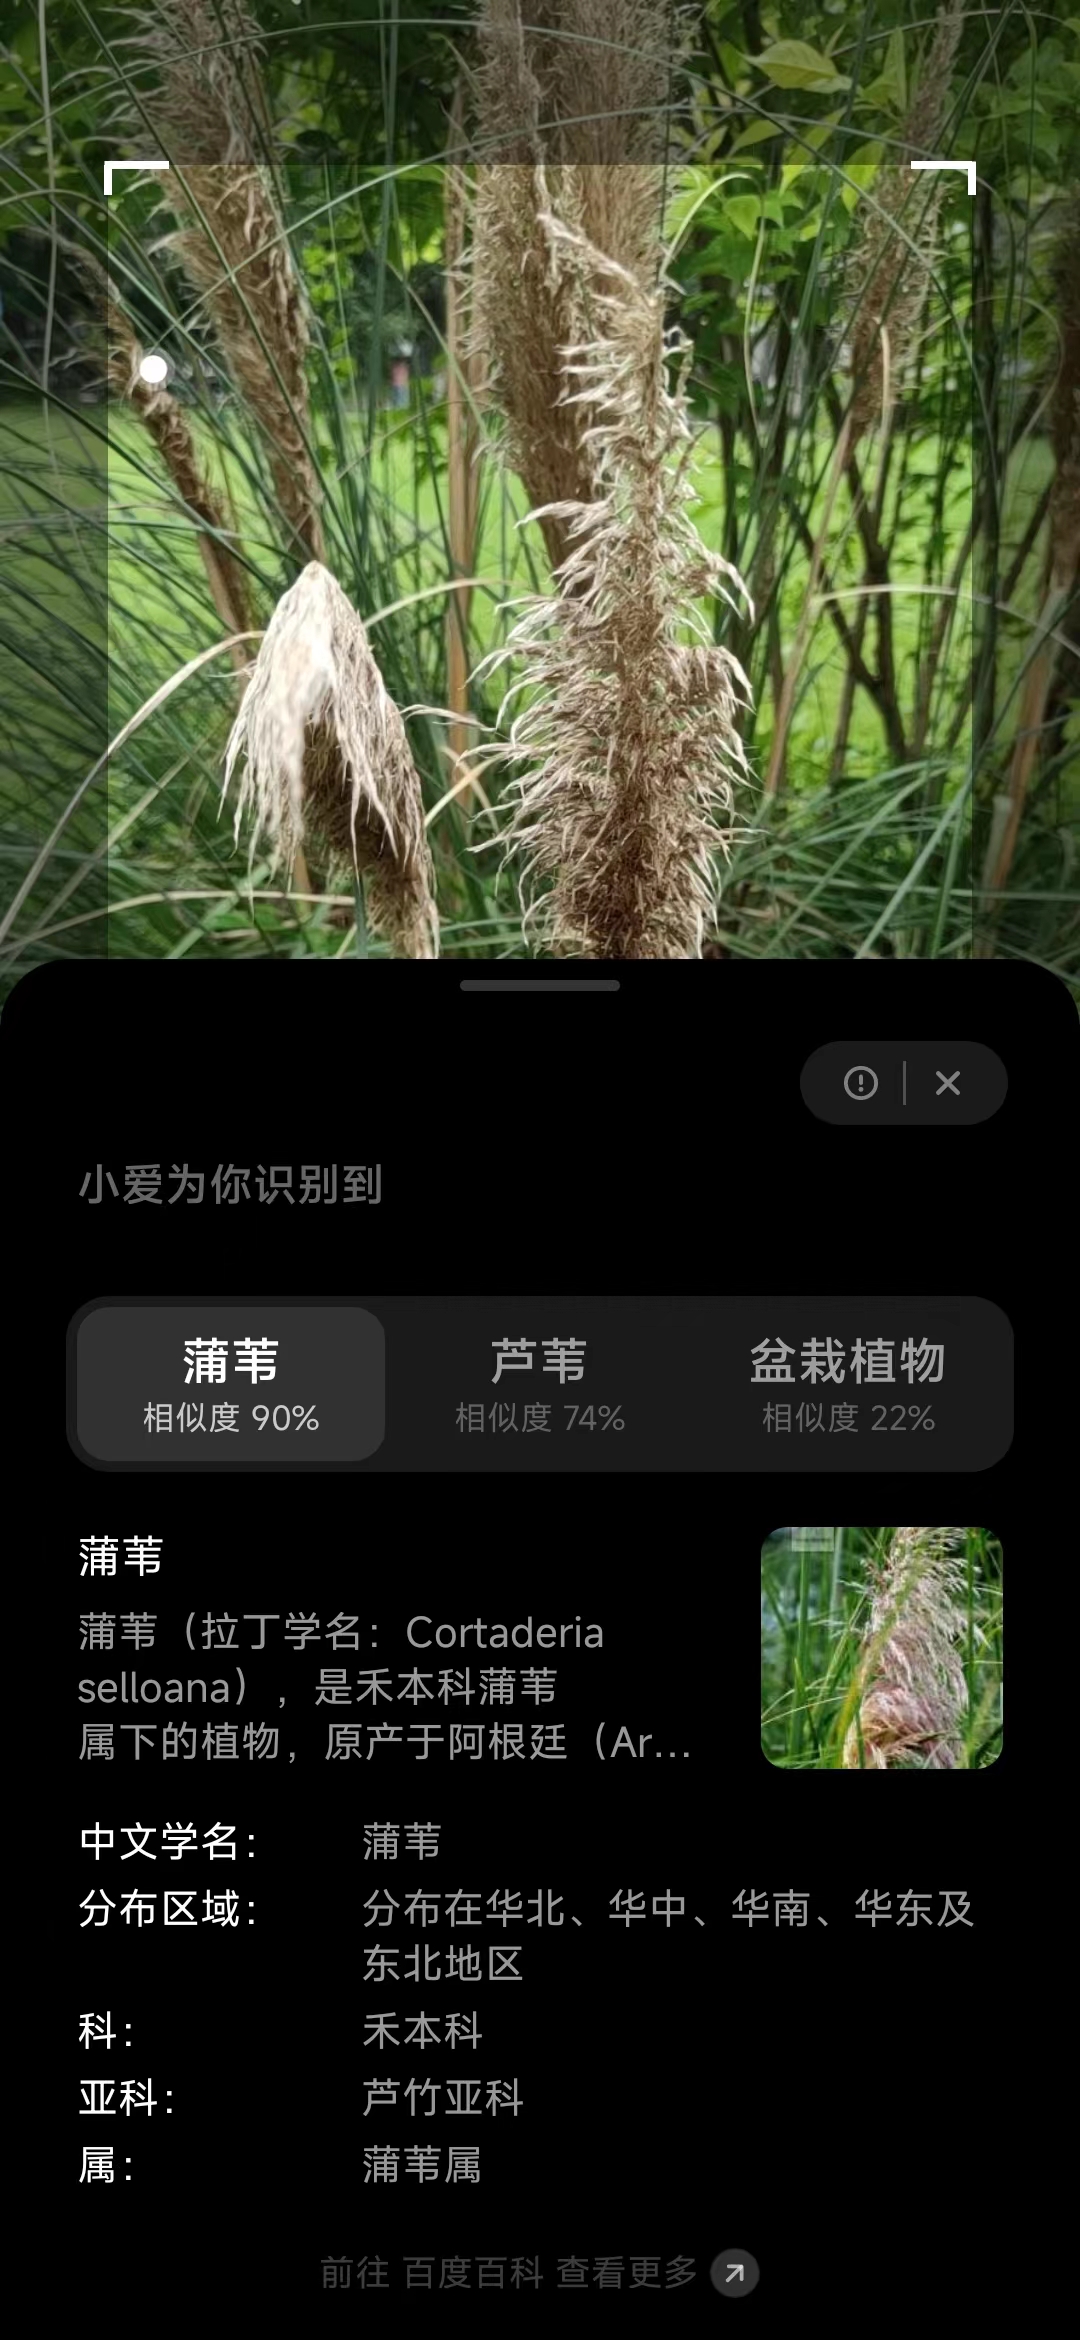 小爱为你识别到
蒲苇 芦苇 盆栽植物
相似度 90% 相似度 74% 相似度 22%
蒲苇
蒲苇（拉丁学名：Cortaderia
selloana），是禾本科蒲苇
属下的植物，原产于阿根廷（Ar...
中文学名： 蒲苇
分布区域： 分布在华北、华中、华南、华东及
东北地区
科： 禾本科
亚科： 芦竹亚科
属： 蒲苇属
前往 百度百科 查看更多